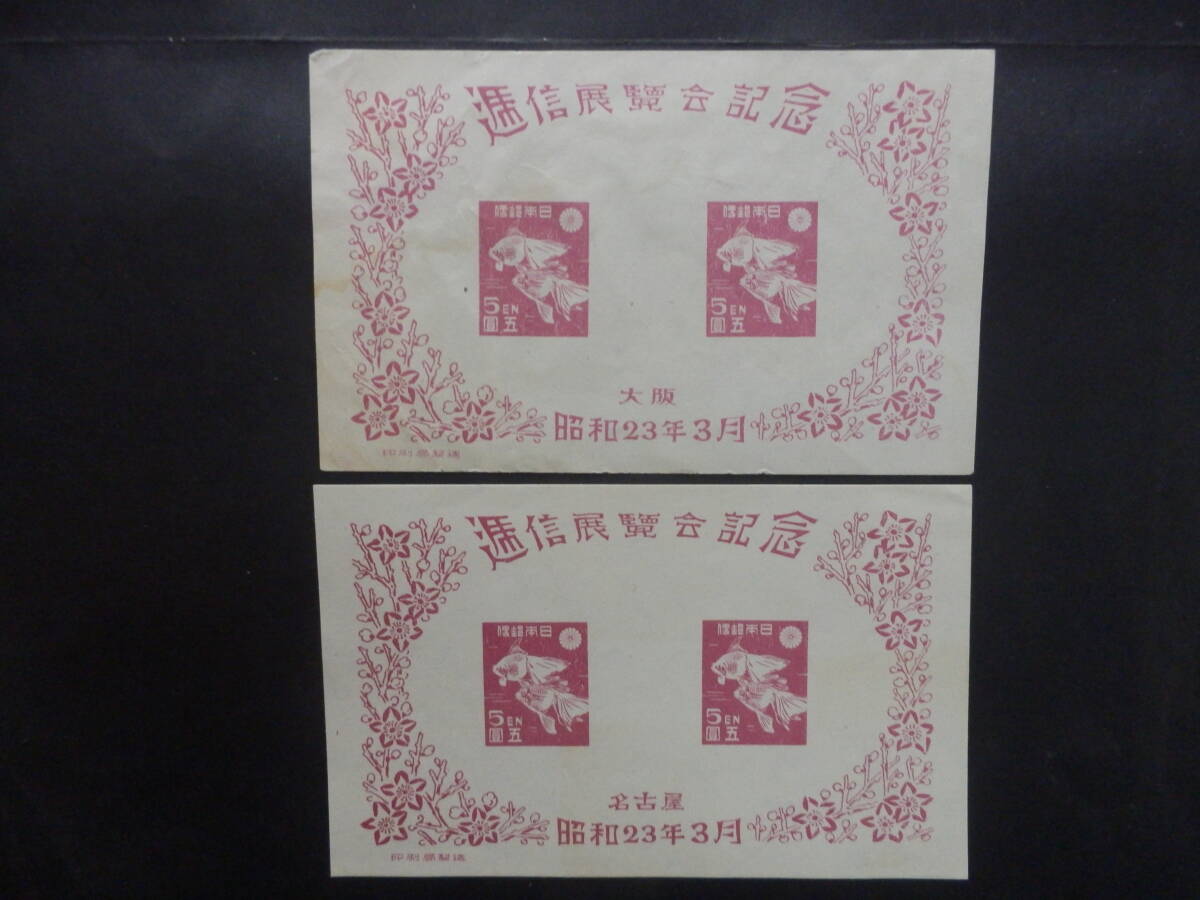 逓信展覧会記念
便郵本日
5EN
圓五
便郵本日
5EN
圓五
大阪
昭和23年3月
印刷局製造
逓信展覧会記念
便郵本日
5EN
圓五
便郵本日
5EN
圓五
名古屋
昭和23年3月
印刷局製造